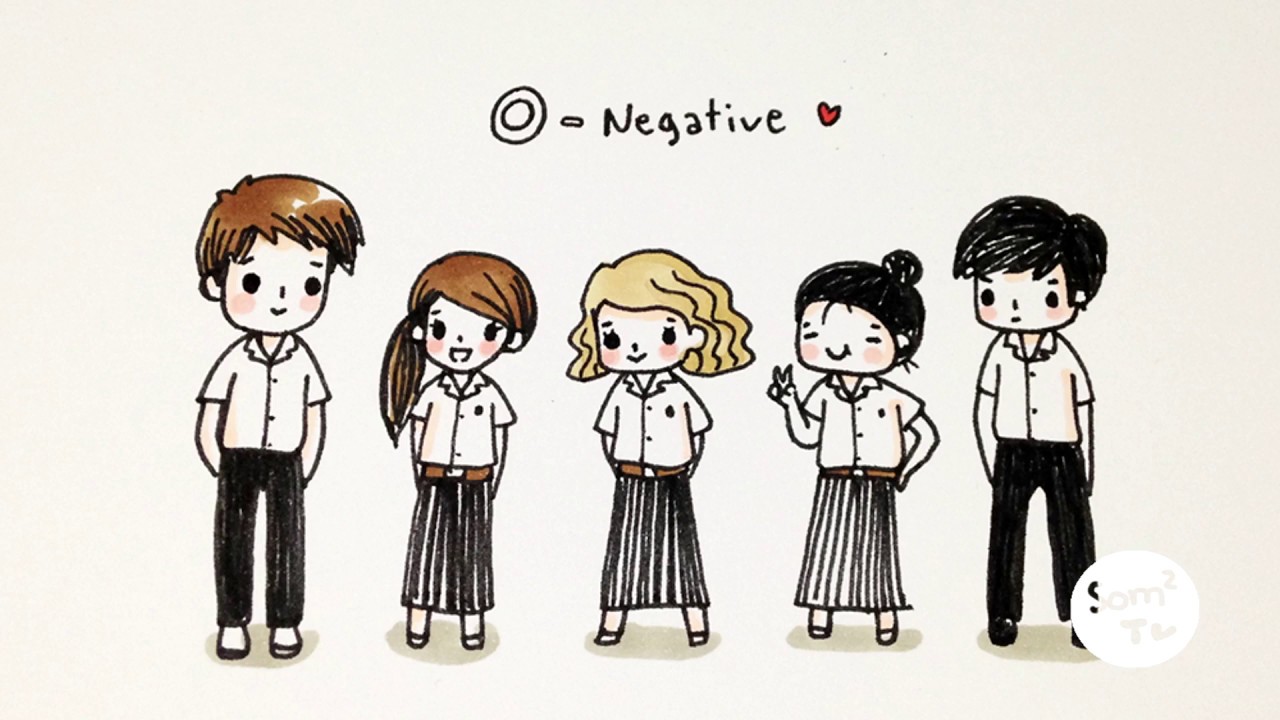 O = Negative ♥
Som²
Tv